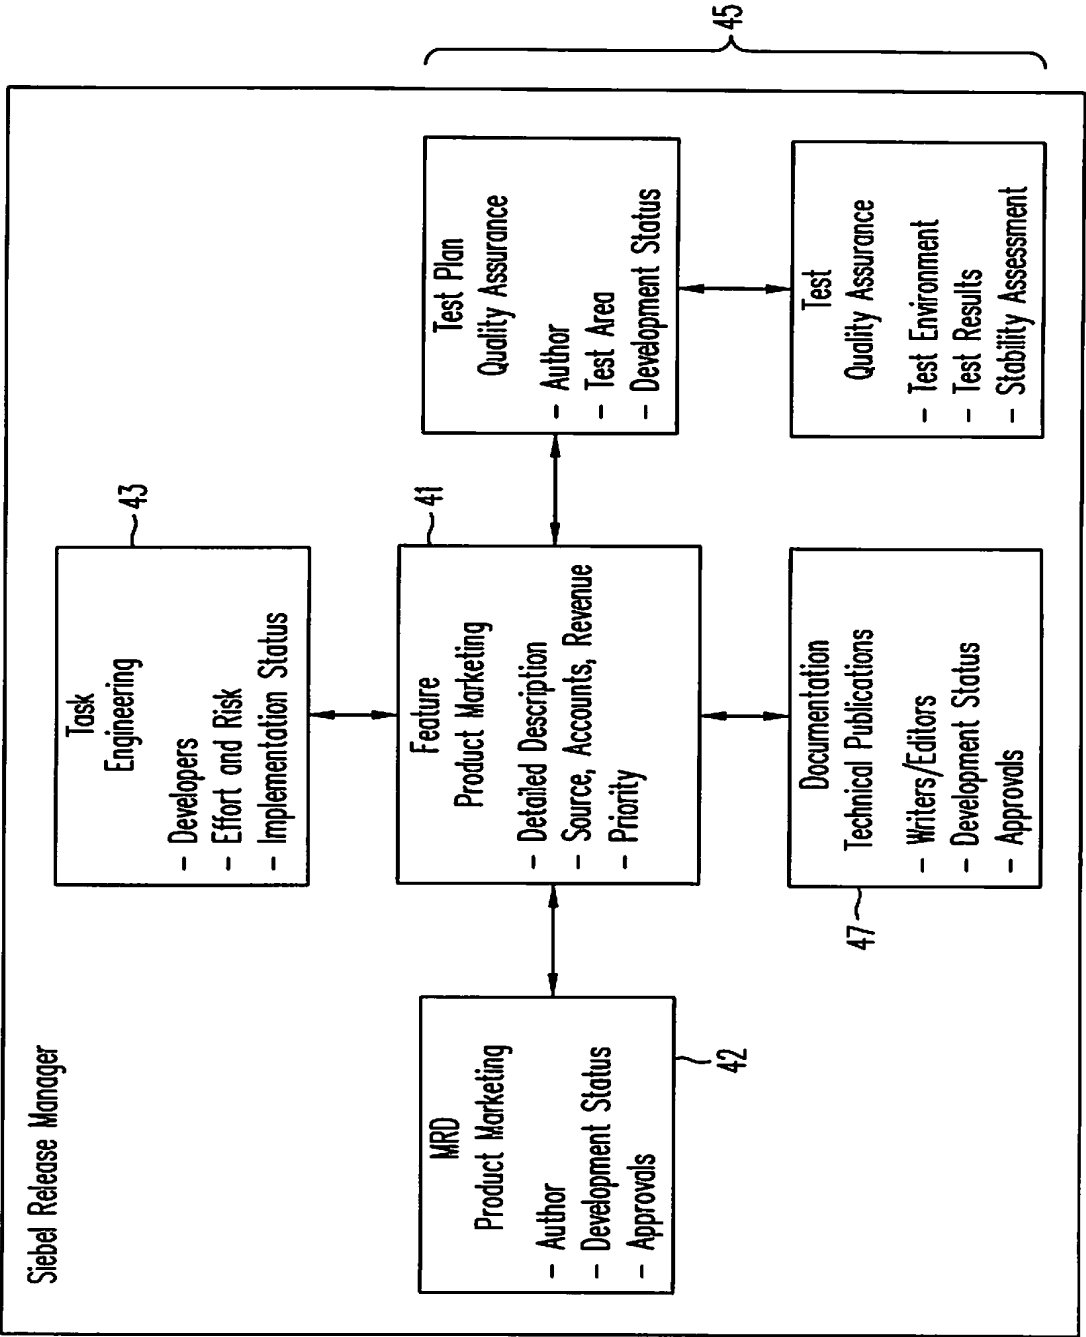 Siebel Release Manager
Task
Engineering
- Developers
- Effort and Risk
- Implementation Status
43
MRD
Product Marketing
- Author
- Development Status
- Approvals
42
Feature
Product Marketing
- Detailed Description
- Source, Accounts, Revenue
- Priority
41
Test Plan
Quality Assurance
- Author
- Test Area
- Development Status
Documentation
Technical Publications
- Writers/Editors
- Development Status
- Approvals
47
Test
Quality Assurance
- Test Environment
- Test Results
- Stability Assessment
45